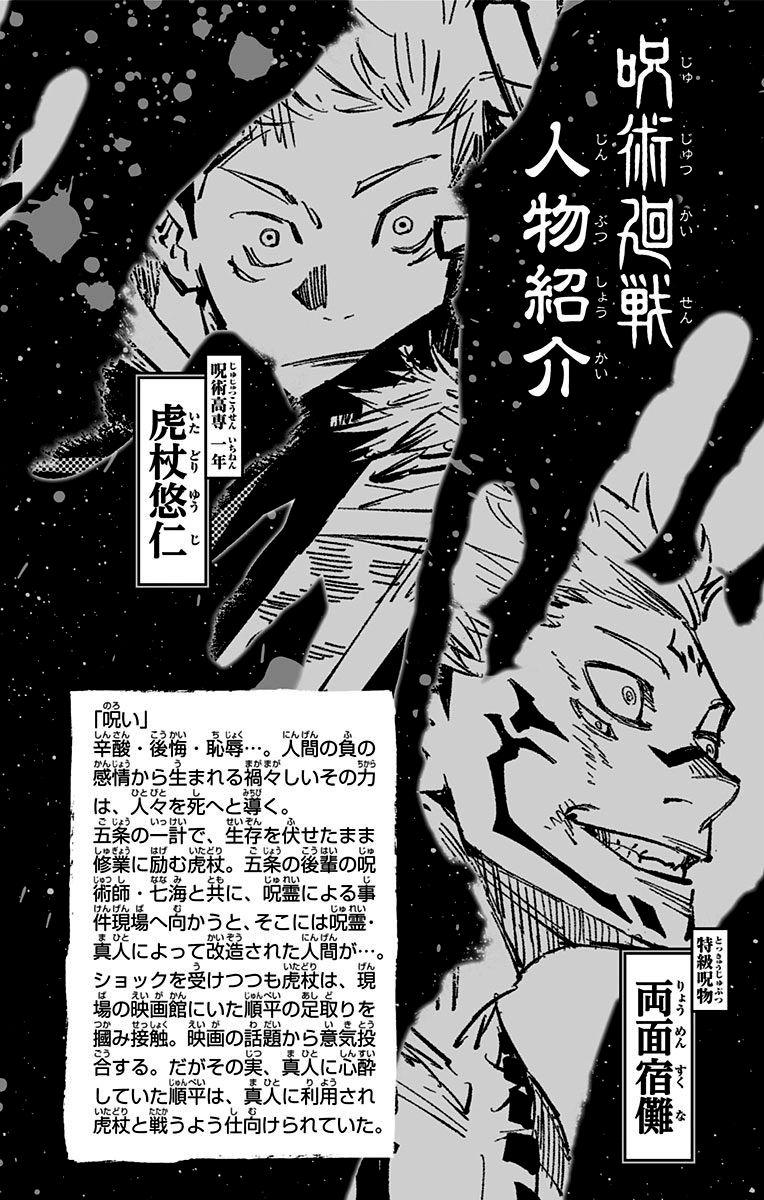 呪術廻戦
人物紹介
呪術高専 一年
虎杖悠仁
特級呪物
両面宿儺
「呪い」
辛酸・後悔・恥辱…。人間の負の
感情から生まれる禍々しいその力
は、人々を死へと導く。
五条の一計で、生存を伏せたまま
修業に励む虎杖。五条の後輩の呪
術師・七海と共に、呪霊による事
件現場へ向かうと、そこには呪霊・
真人によって改造された人間が…。
ショックを受けつつも虎杖は、現
場の映画館にいた順平の足取りを
摑み接触。映画の話題から意気投
合する。だがその実、真人に心酔
していた順平は、真人に利用され
虎杖と戦うよう仕向けられていた。